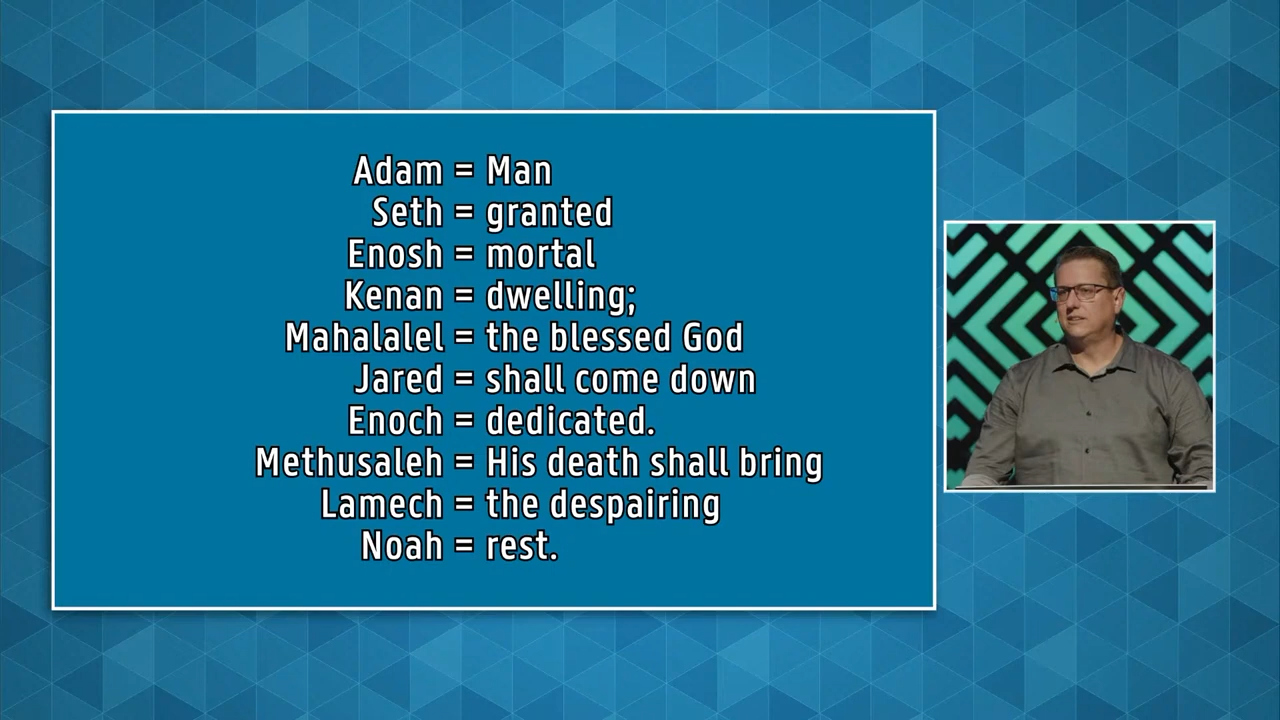 Adam = Man
Seth = granted
Enosh = mortal
Kenan = dwelling;
Mahalalel = the blessed God
Jared = shall come down
Enoch = dedicated.
Methusaleh = His death shall bring
Lamech = the despairing
Noah = rest.